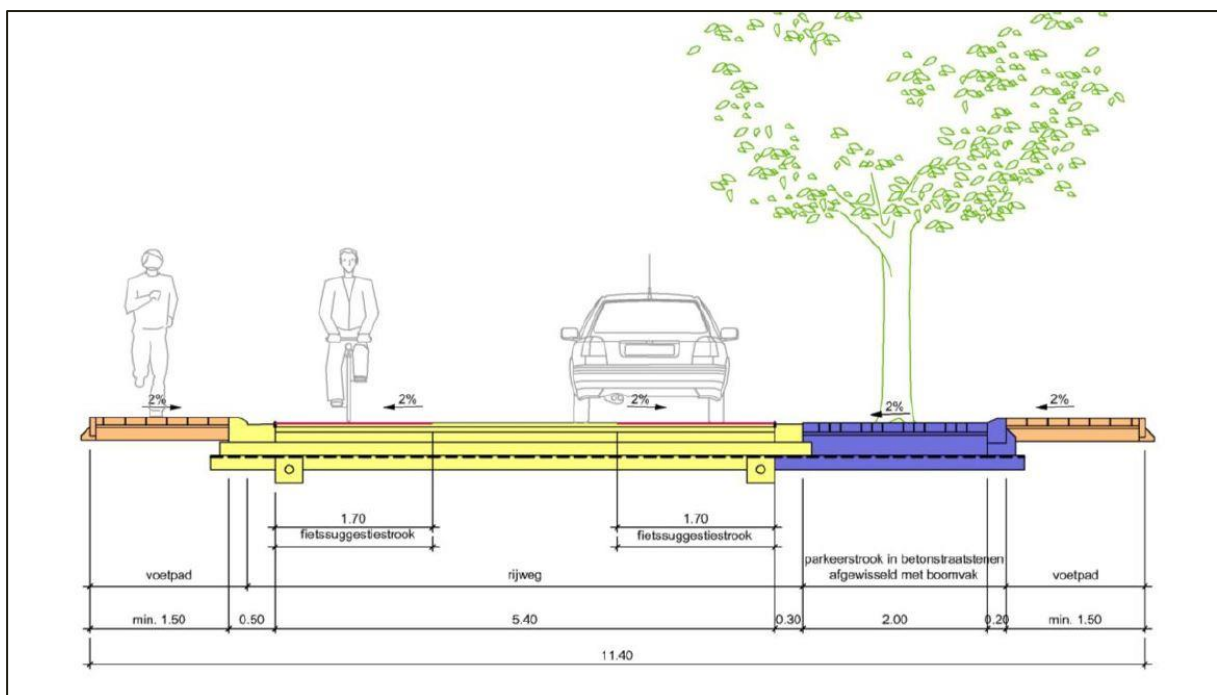 2%
2%
2%
2%
2%
1.70
1.70
fietssuggestiestrook
fietssuggestiestrook
parkeerstrook in betonstraatstenen
afgewisseld met boomvak
voetpad
rijweg
voetpad
min. 1.50
0.50
5.40
0.30
2.00
0.20
min. 1.50
11.40